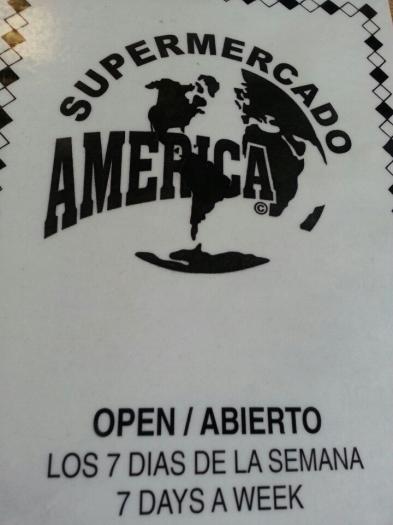 SUPERMERCADO
AMERICA ©
OPEN / ABIERTO
LOS 7 DIAS DE LA SEMANA
7 DAYS A WEEK